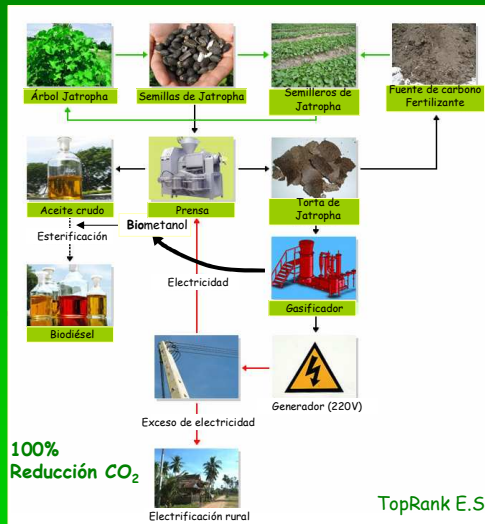 Árbol Jatropha
Semillas de Jatropha
Semilleros de
Jatropha
Fuente de carbono
Fertilizante
Aceite crudo
Prensa
Torta de
Jatropha
Esterificación
Biometanol
Electricidad
Biodiésel
Gasificador
Generador (220V)
Exceso de electricidad
100%
Reducción CO₂
Electrificación rural
TopRank E.S